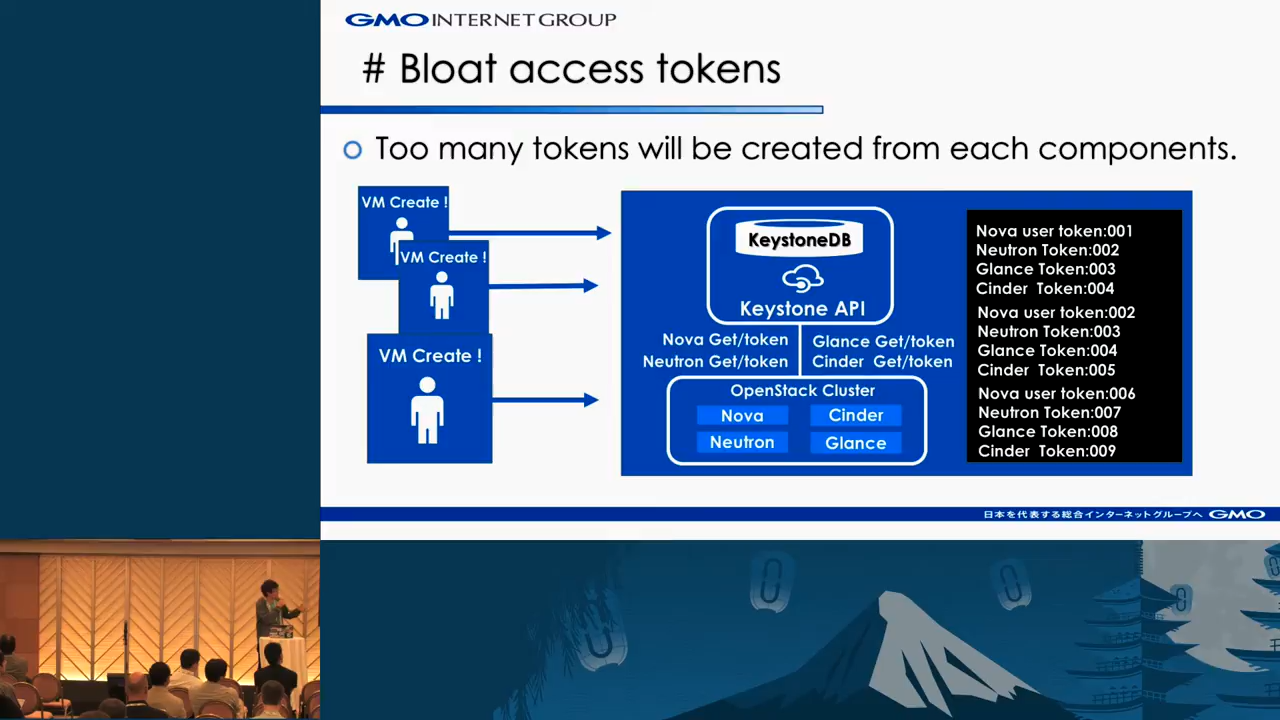 GMO INTERNET GROUP
# Bloat access tokens
Too many tokens will be created from each components.
VM Create !
VM Create !
VM Create !
KeystoneDB
Keystone API
Nova Get/token
Neutron Get/token
Glance Get/token
Cinder Get/token
OpenStack Cluster
Nova
Cinder
Neutron
Glance
Nova user token:001
Neutron Token:002
Glance Token:003
Cinder Token:004
Nova user token:002
Neutron Token:003
Glance Token:004
Cinder Token:005
Nova user token:006
Neutron Token:007
Glance Token:008
Cinder Token:009
日本を代表する総合インターネットグループへ GMO